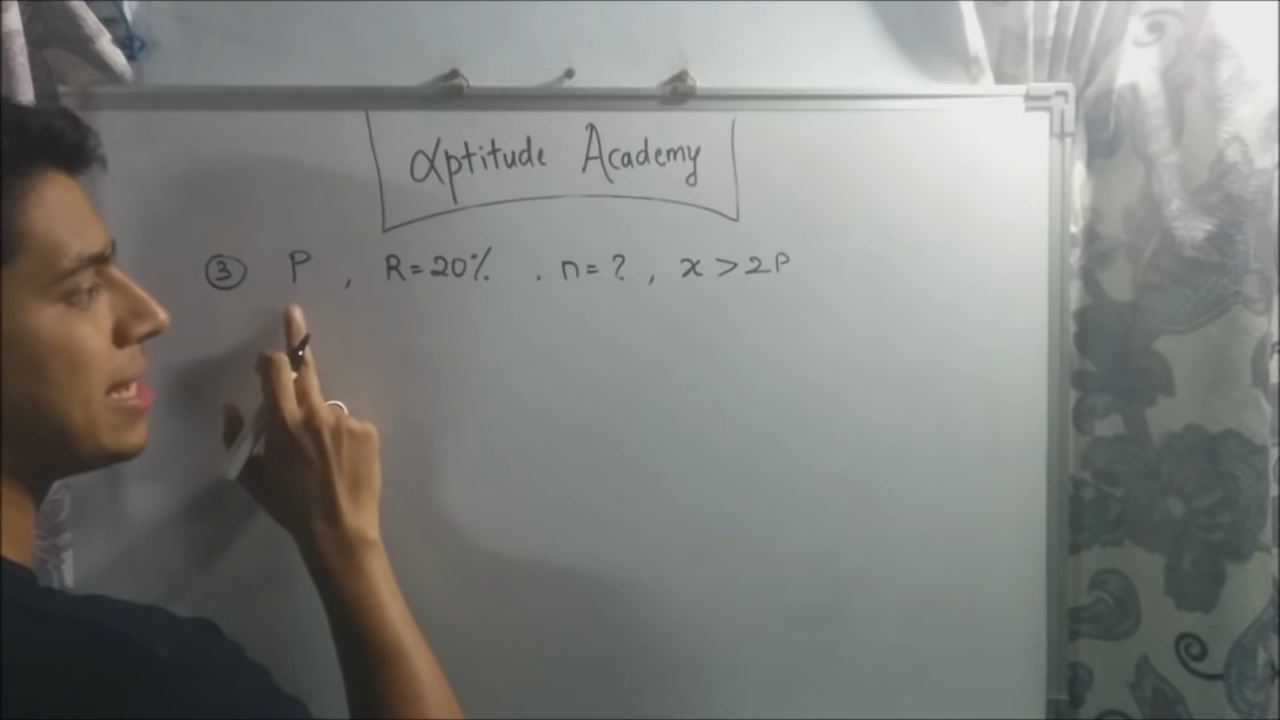 αptitude Academy
③ P , R=20% . n=? , x>2P